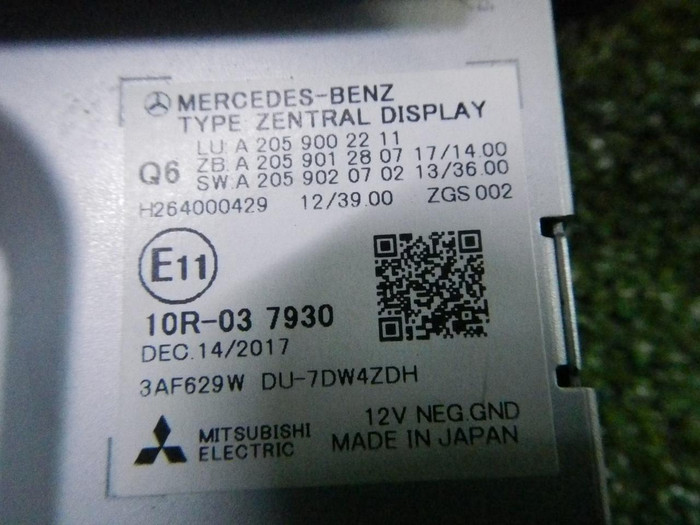 MERCEDES-BENZ
TYPE ZENTRAL DISPLAY
LU: A 205 900 22 11
Q6 ZB: A 205 901 28 07 17/14.00
SW: A 205 902 07 02 13/36.00
H264000429 12/39.00 ZGS 002
E11
10R-03 7930
DEC.14/2017
3AF629W DU-7DW4ZDH
12V NEG.GND
MITSUBISHI ELECTRIC
MADE IN JAPAN